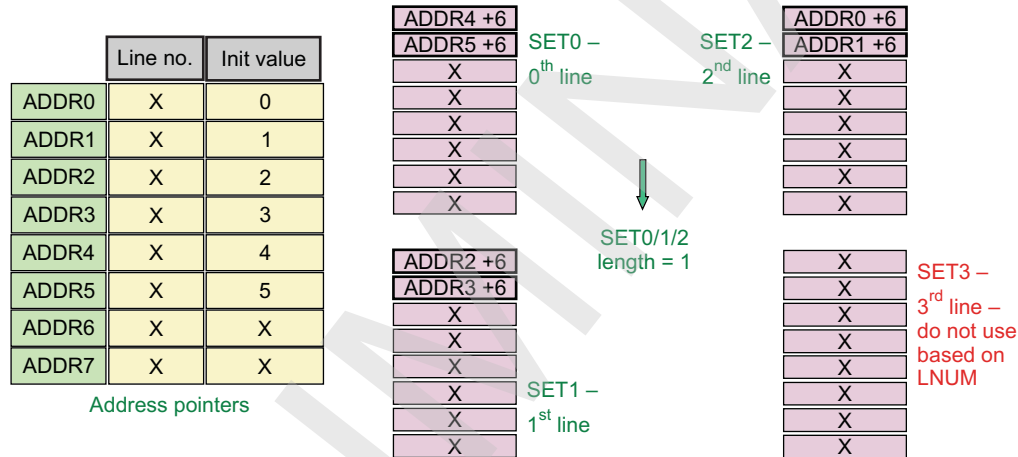 Line no. Init value
ADDR0 X 0
ADDR1 X 1
ADDR2 X 2
ADDR3 X 3
ADDR4 X 4
ADDR5 X 5
ADDR6 X X
ADDR7 X X
Address pointers
ADDR4 +6
ADDR5 +6
X
X
X
X
X
X
SET0 –
0th line
ADDR2 +6
ADDR3 +6
X
X
X
X
X
X
SET1 –
1st line
SET0/1/2
length = 1
SET2 –
2nd line
ADDR0 +6
ADDR1 +6
X
X
X
X
X
X
X
X
X
X
X
X
X
X
SET3 –
3rd line –
do not use
based on
LNUM